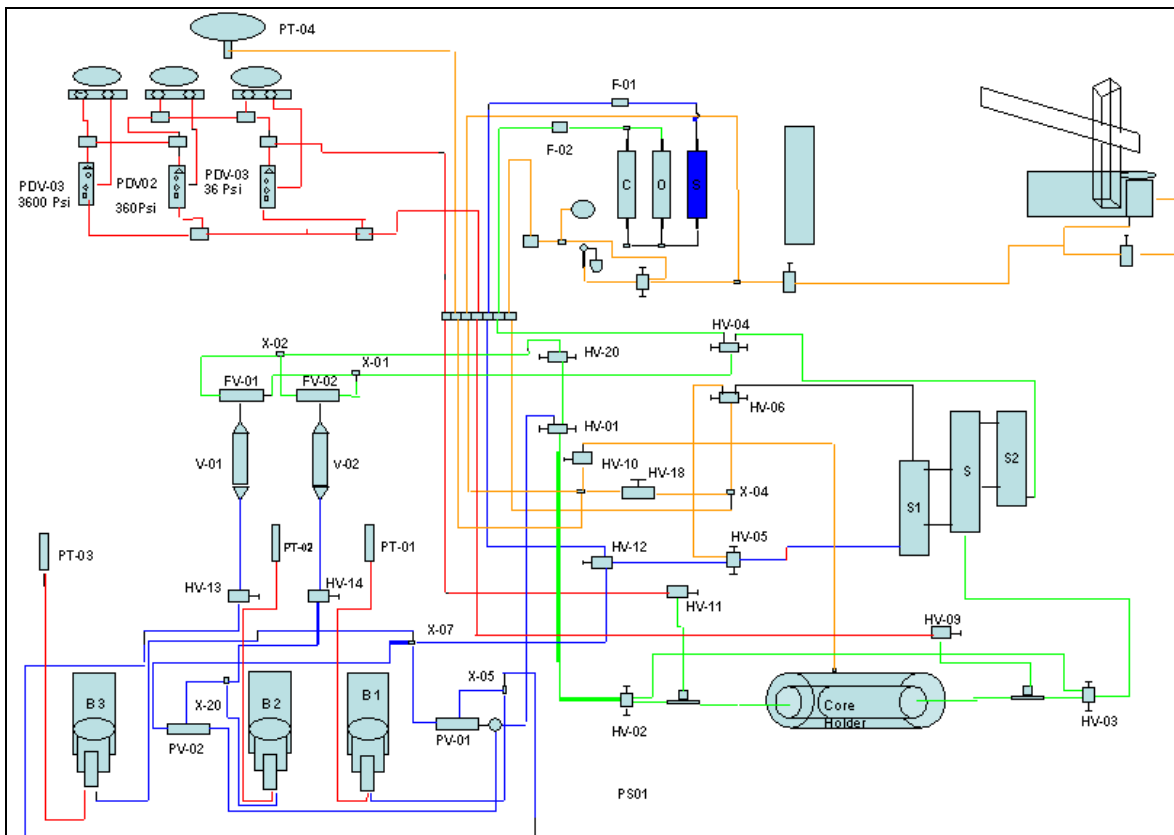 PT-04
F-01
F-02
PDV-03
3600 Psi
PDV02
360Psi
PDV-03
36 Psi
C
O
S
HV-04
X-02
HV-20
X-01
FV-01
FV-02
HV-06
HV-01
V-01
V-02
HV-10
HV-18
X-04
S1
S
S2
HV-05
HV-12
PT-03
PT-02
PT-01
HV-13
HV-14
HV-11
HV-09
X-07
X-05
B3
X-20
B2
B1
PV-02
PV-01
HV-02
Core
Holder
HV-03
PS01